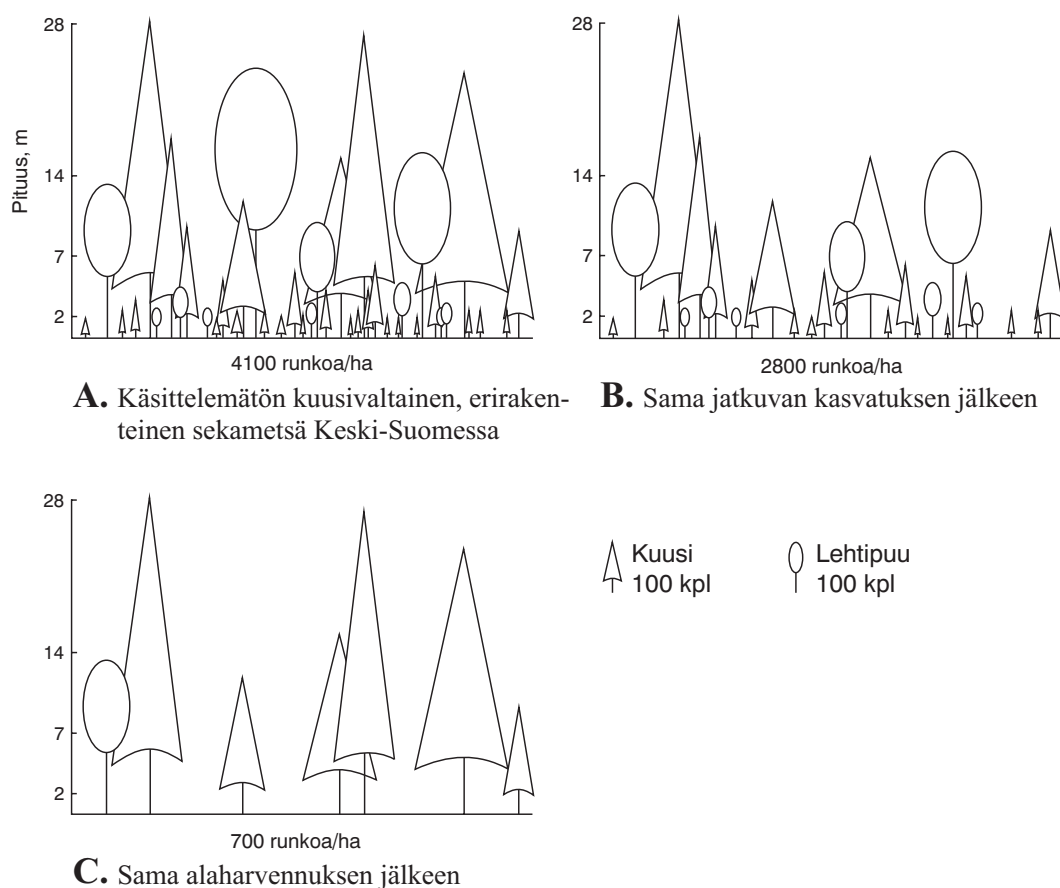 28
14
7
2
Pituus, m
4100 runkoa/ha
A. Käsittelemätön kuusivaltainen, eriraken-
teinen sekametsä Keski-Suomessa
28
14
7
2
2800 runkoa/ha
B. Sama jatkuvan kasvatuksen jälkeen
28
14
7
2
700 runkoa/ha
C. Sama alaharvennuksen jälkeen
Kuusi
100 kpl
Lehtipuu
100 kpl